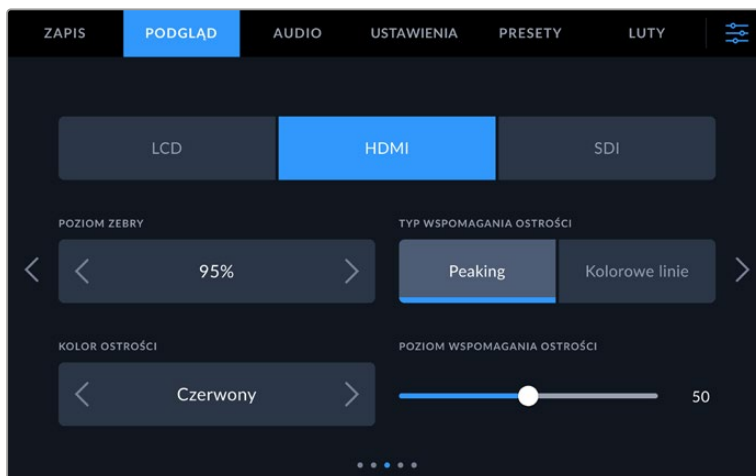 ZAPIS PODGLĄD AUDIO USTAWIENIA PRESETY LUTY
LCD HDMI SDI
POZIOM ZEBRY TYP WSPOMAGANIA OSTROŚCI
95% Peaking Kolorowe linie
KOLOR OSTROŚCI POZIOM WSPOMAGANIA OSTROŚCI
Czerwony 50